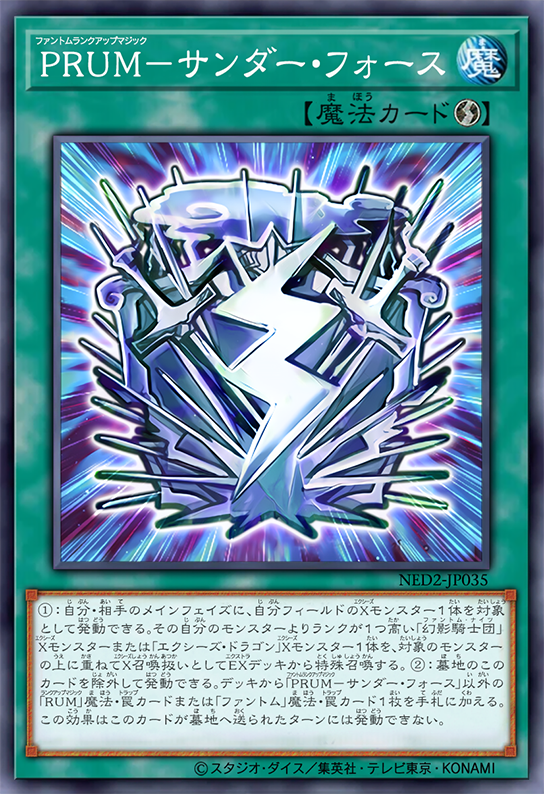 ファントムランクアップマジック
PRUM－サンダー・フォース
魔
【魔法カード】
NED2-JP035
①：自分・相手のメインフェイズに、自分フィールドのXモンスター1体を対象
として発動できる。その自分のモンスターよりランクが1つ高い「幻影騎士団」
Xモンスターまたは「エクシーズ・ドラゴン」Xモンスター1体を、対象のモンスター
の上に重ねてX召喚扱いとしてEXデッキから特殊召喚する。②：墓地のこの
カードを除外して発動できる。デッキから「PRUM－サンダー・フォース」以外の
「RUM」魔法・罠カードまたは「ファントム」魔法・罠カード1枚を手札に加える。
この効果はこのカードが墓地へ送られたターンには発動できない。
©スタジオ・ダイス／集英社・テレビ東京・KONAMI